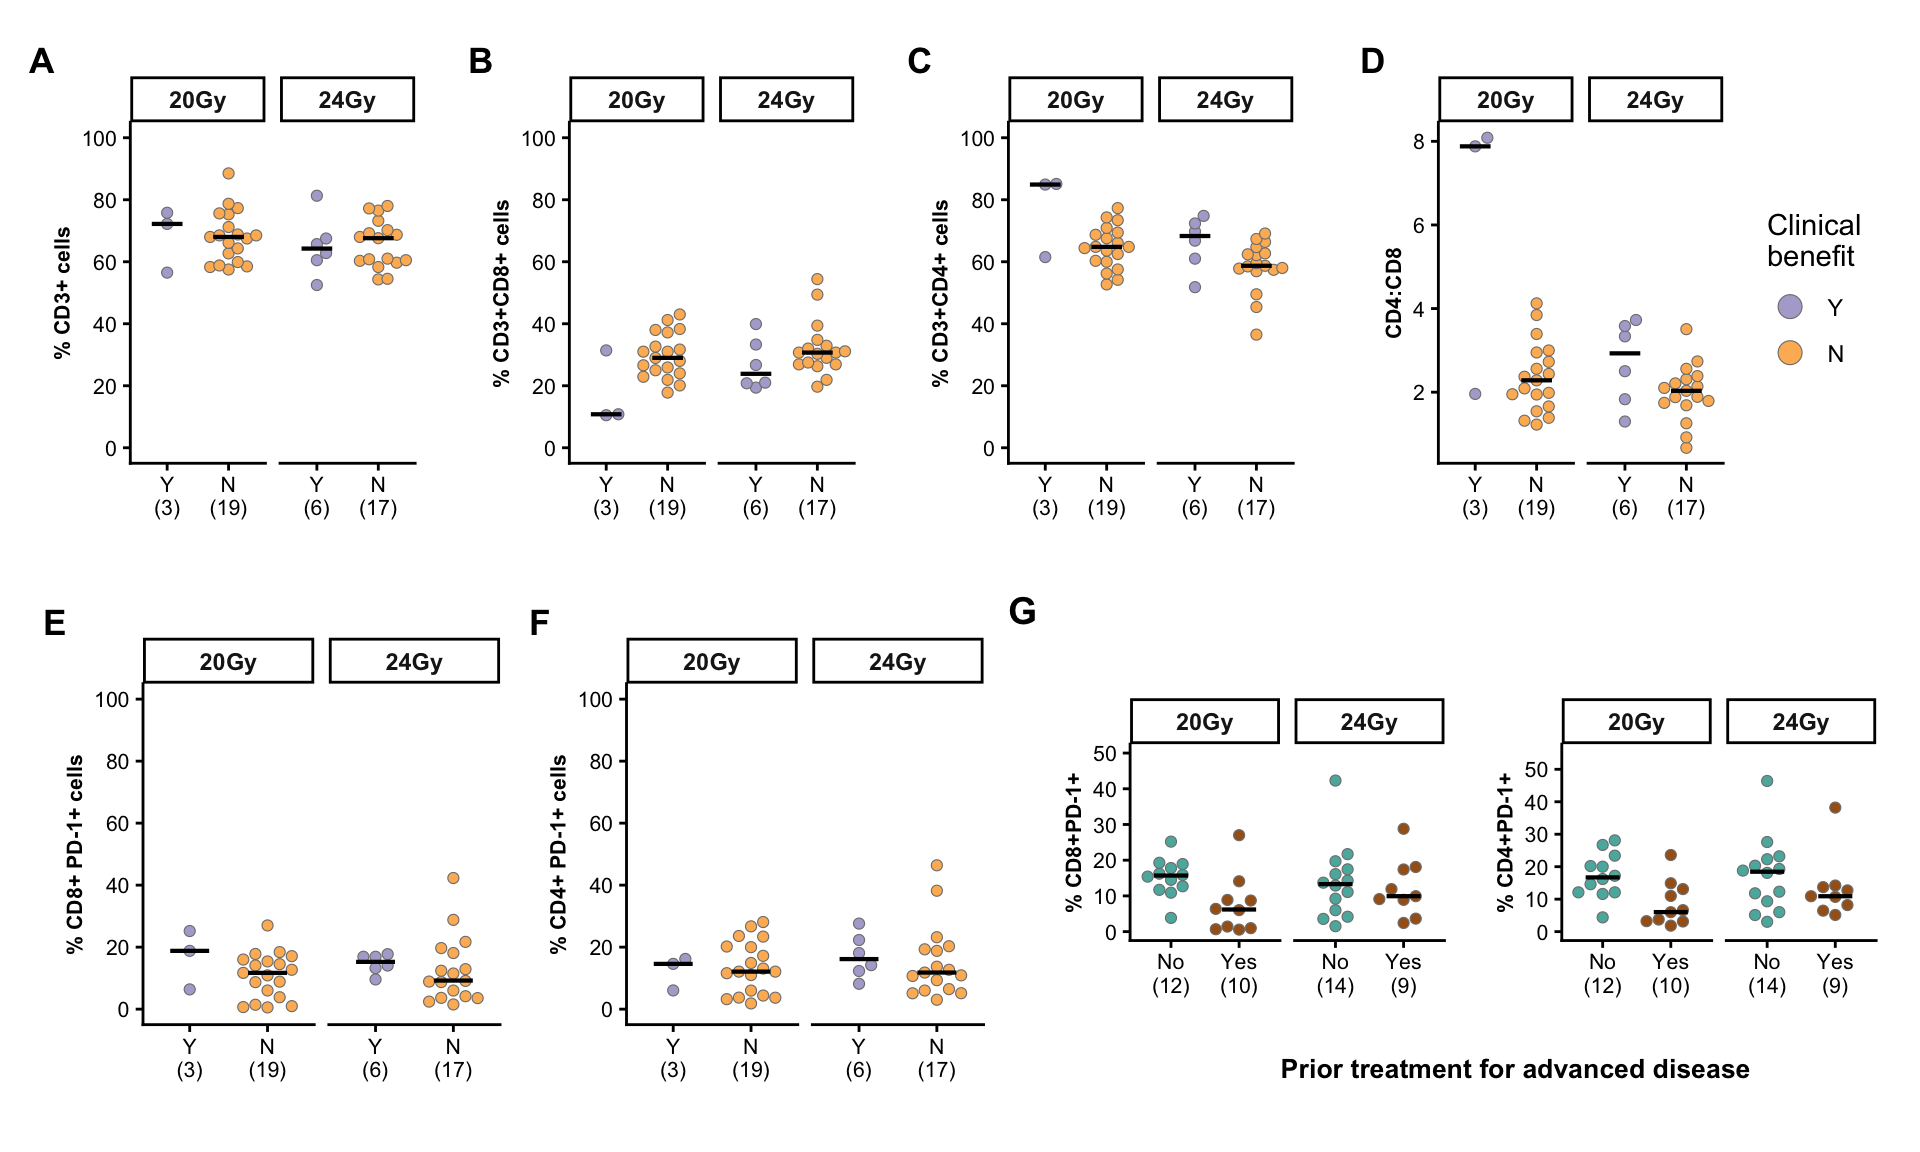 A
20Gy 24Gy
% CD3+ cells
100
80
60
40
20
0
Y N Y N
(3) (19) (6) (17)
B
20Gy 24Gy
% CD3+CD8+ cells
100
80
60
40
20
0
Y N Y N
(3) (19) (6) (17)
C
20Gy 24Gy
% CD3+CD4+ cells
100
80
60
40
20
0
Y N Y N
(3) (19) (6) (17)
D
20Gy 24Gy
CD4:CD8
8
6
4
2
Y N Y N
(3) (19) (6) (17)
Clinical
benefit
Y
N
E
20Gy 24Gy
% CD8+ PD-1+ cells
100
80
60
40
20
0
Y N Y N
(3) (19) (6) (17)
F
20Gy 24Gy
% CD4+ PD-1+ cells
100
80
60
40
20
0
Y N Y N
(3) (19) (6) (17)
G
20Gy 24Gy
% CD8+PD-1+
50
40
30
20
10
0
No Yes No Yes
(12) (10) (14) (9)
20Gy 24Gy
% CD4+PD-1+
50
40
30
20
10
0
No Yes No Yes
(12) (10) (14) (9)
Prior treatment for advanced disease